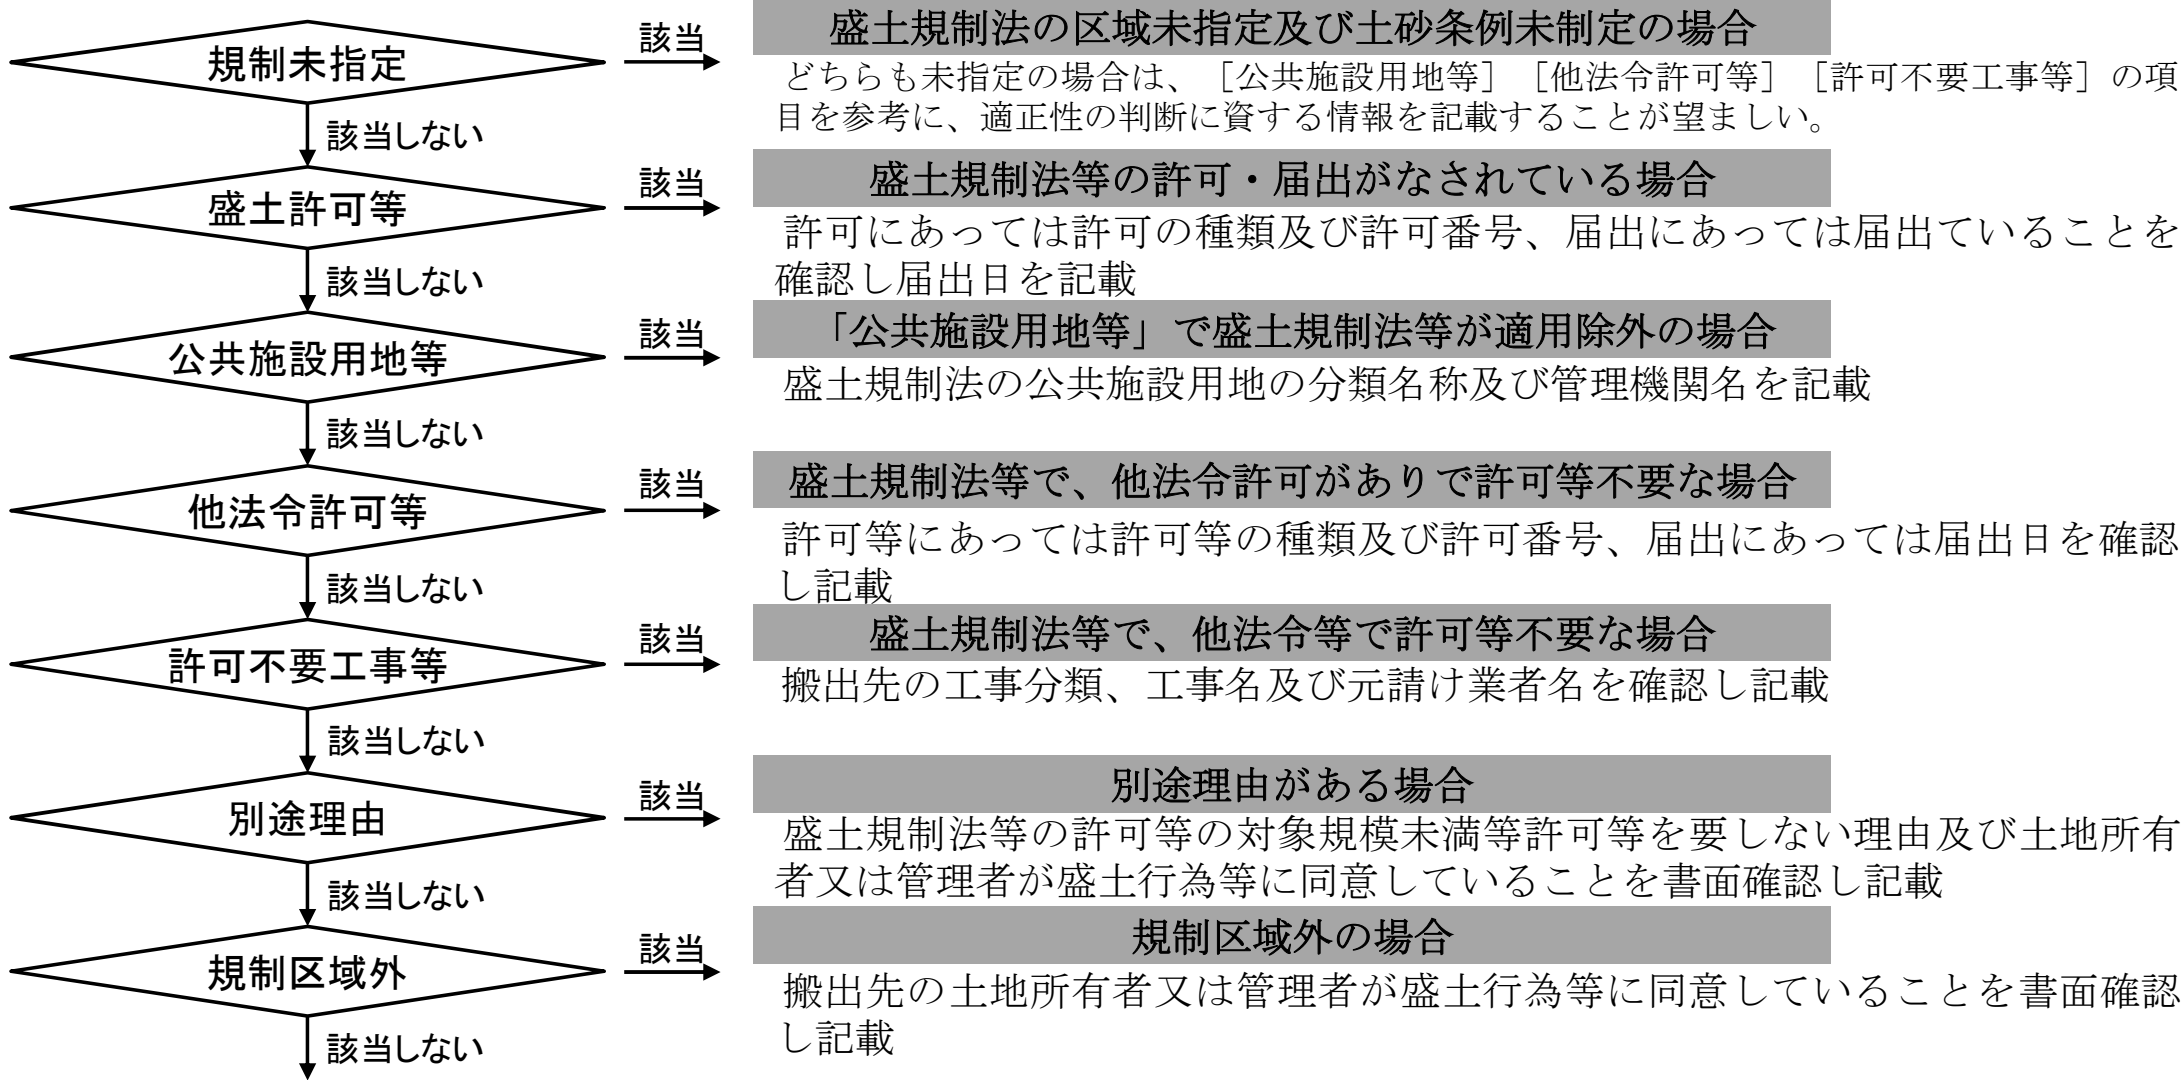 規制未指定
該当
盛土規制法の区域未指定及び土砂条例未制定の場合
どちらも未指定の場合は、［公共施設用地等］［他法令許可等］［許可不要工事等］の項
目を参考に、適正性の判断に資する情報を記載することが望ましい。
該当しない
盛土許可等
該当
盛土規制法等の許可・届出がなされている場合
許可にあっては許可の種類及び許可番号、届出にあっては届出ていることを
確認し届出日を記載
該当しない
公共施設用地等
該当
「公共施設用地等」で盛土規制法等が適用除外の場合
盛土規制法の公共施設用地の分類名称及び管理機関名を記載
該当しない
他法令許可等
該当
盛土規制法等で、他法令許可がありで許可等不要な場合
許可等にあっては許可等の種類及び許可番号、届出にあっては届出日を確認
し記載
該当しない
許可不要工事等
該当
盛土規制法等で、他法令等で許可等不要な場合
搬出先の工事分類、工事名及び元請け業者名を確認し記載
該当しない
別途理由
該当
別途理由がある場合
盛土規制法等の許可等の対象規模未満等許可等を要しない理由及び土地所有
者又は管理者が盛土行為等に同意していることを書面確認し記載
該当しない
規制区域外
該当
規制区域外の場合
搬出先の土地所有者又は管理者が盛土行為等に同意していることを書面確認
し記載
該当しない